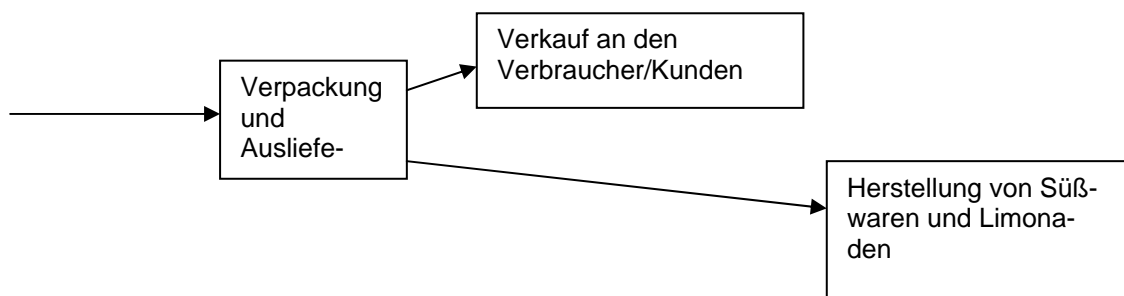 Verkauf an den
Verbraucher/Kunden
Verpackung
und
Ausliefe-
Herstellung von Süß-
waren und Limona-
den